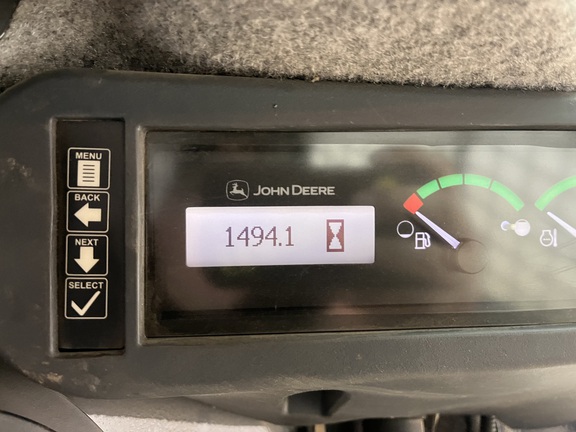 MENU
BACK
NEXT
SELECT
JOHN DEERE
1494.1